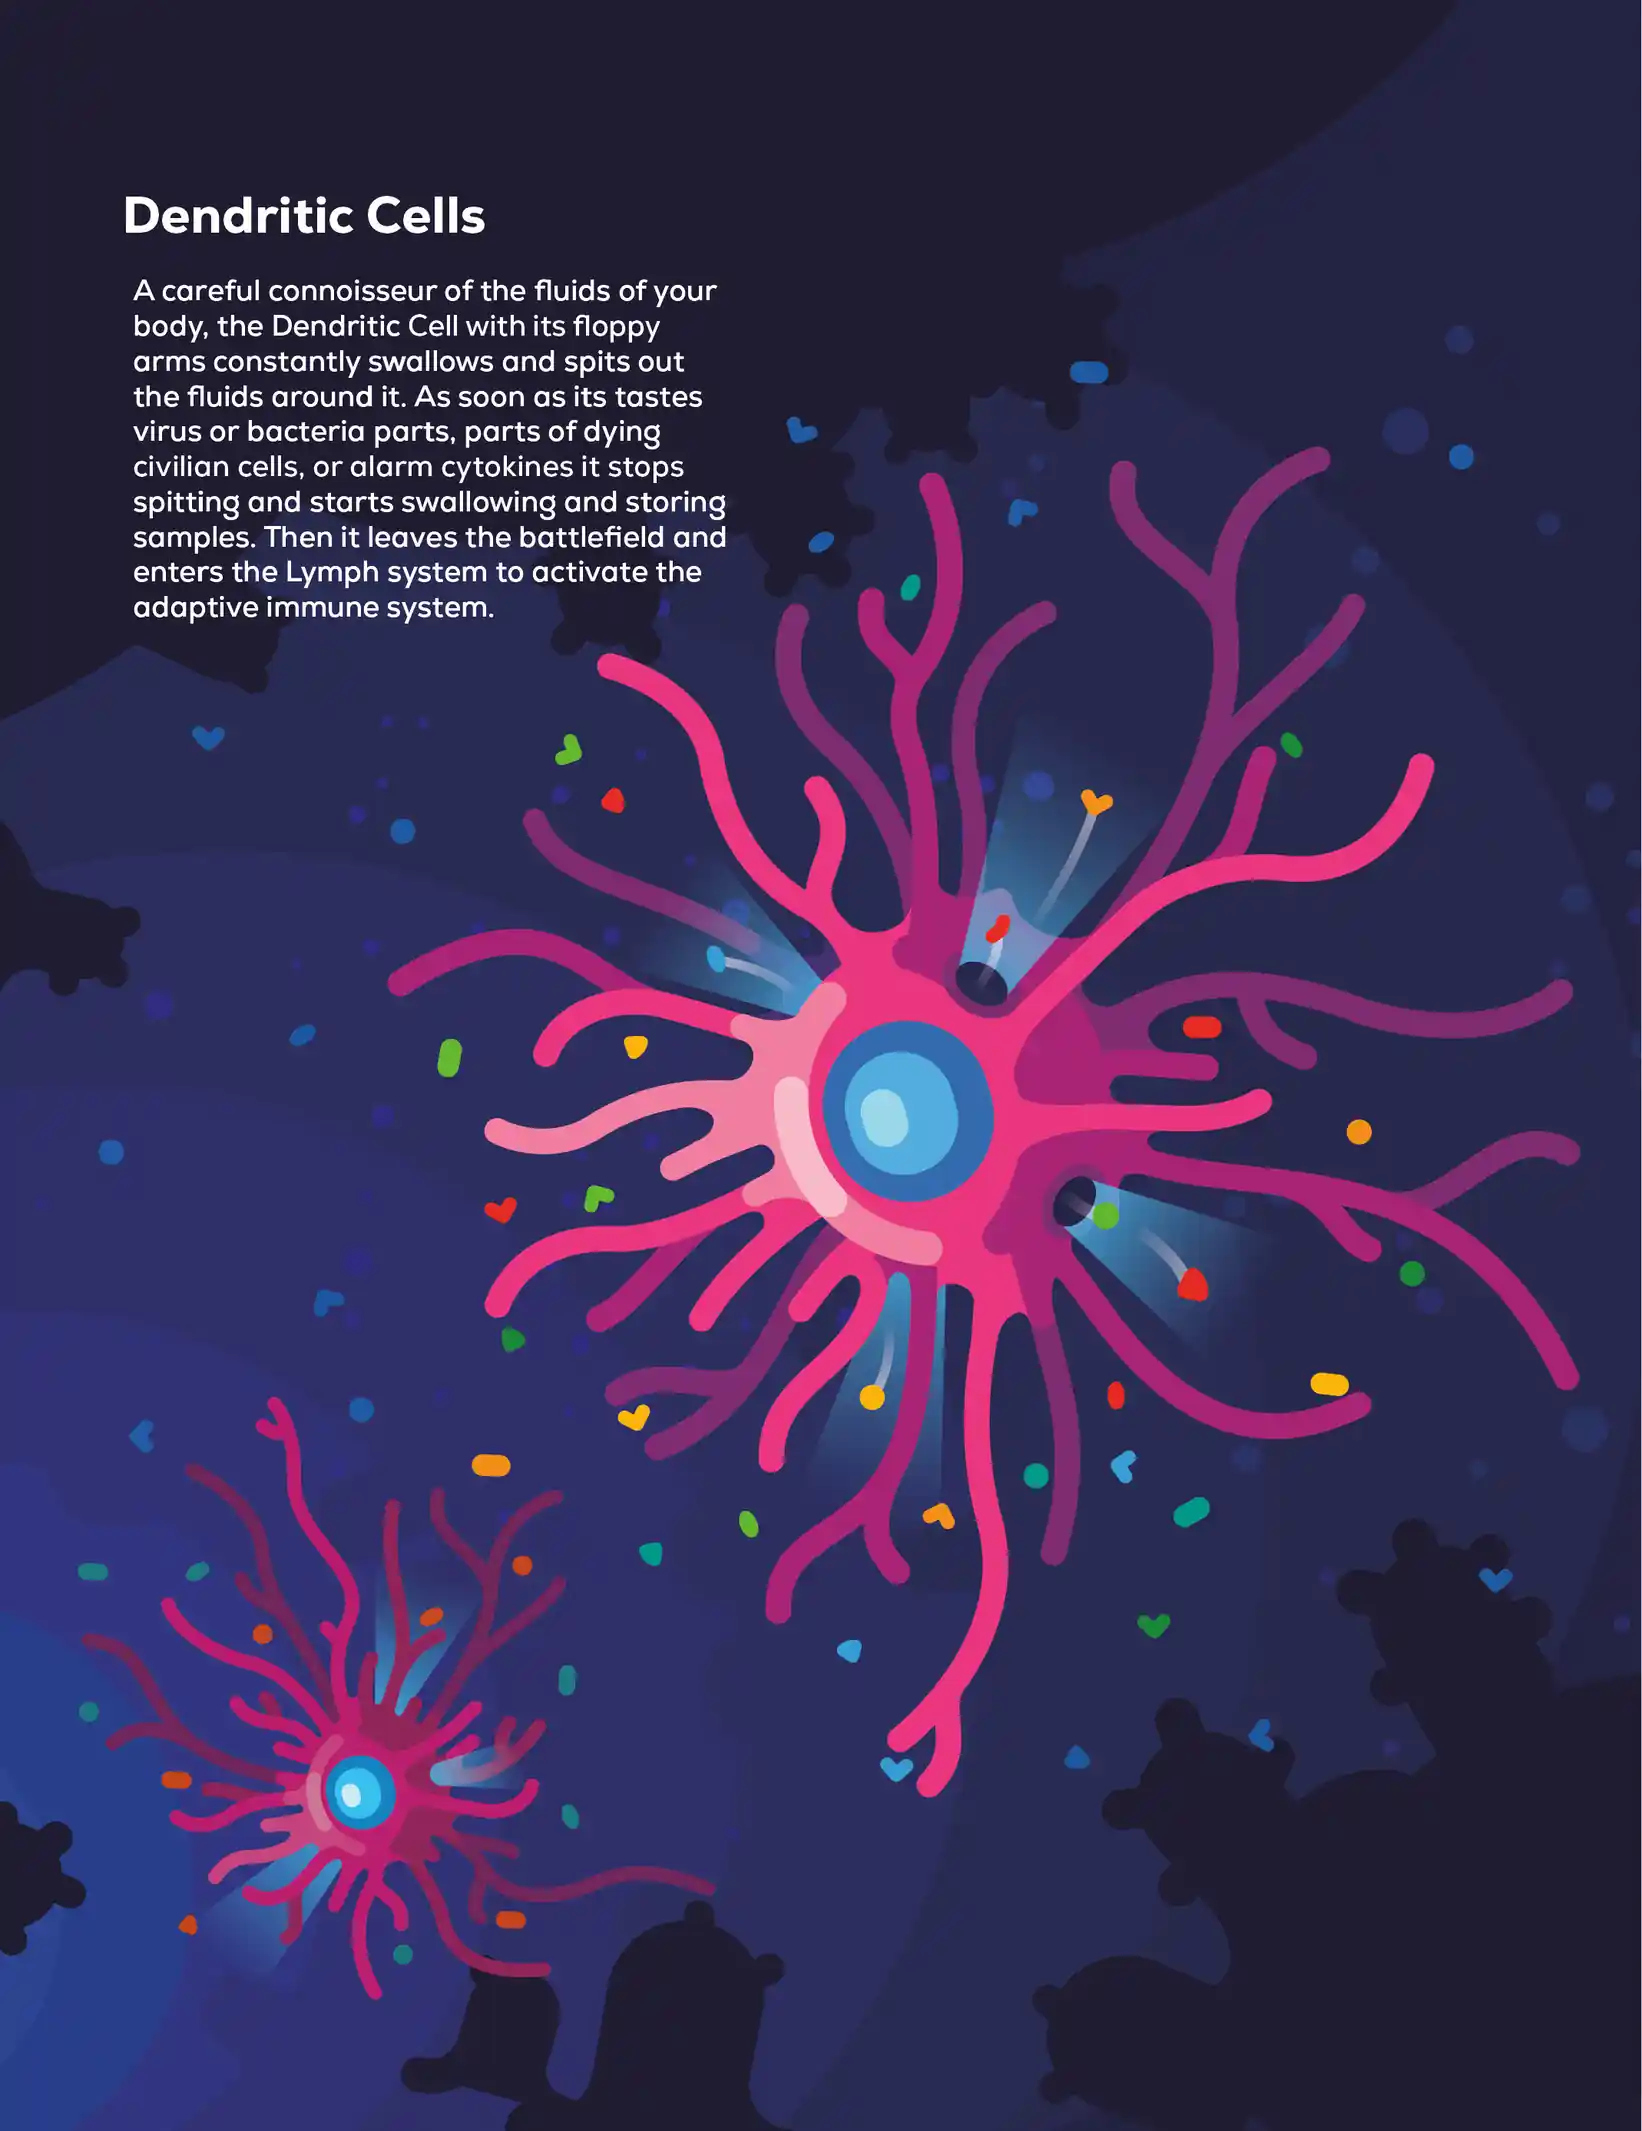 Dendritic Cells
A careful connoisseur of the fluids of your
body, the Dendritic Cell with its floppy
arms constantly swallows and spits out
the fluids around it. As soon as its tastes
virus or bacteria parts, parts of dying
civilian cells, or alarm cytokines it stops
spitting and starts swallowing and storing
samples. Then it leaves the battlefield and
enters the Lymph system to activate the
adaptive immune system.